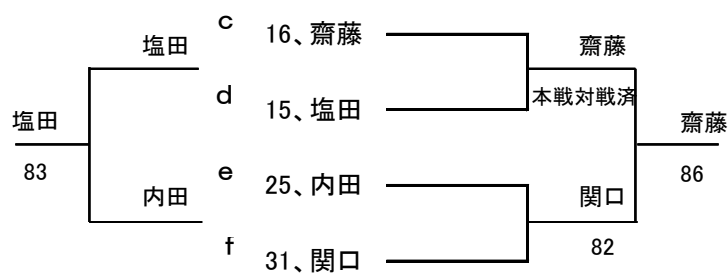 c 16、齋藤
塩田
齋藤
d 15、塩田
本戦対戦済
塩田
齋藤
83
86
e 25、内田
内田
関口
82
f 31、関口